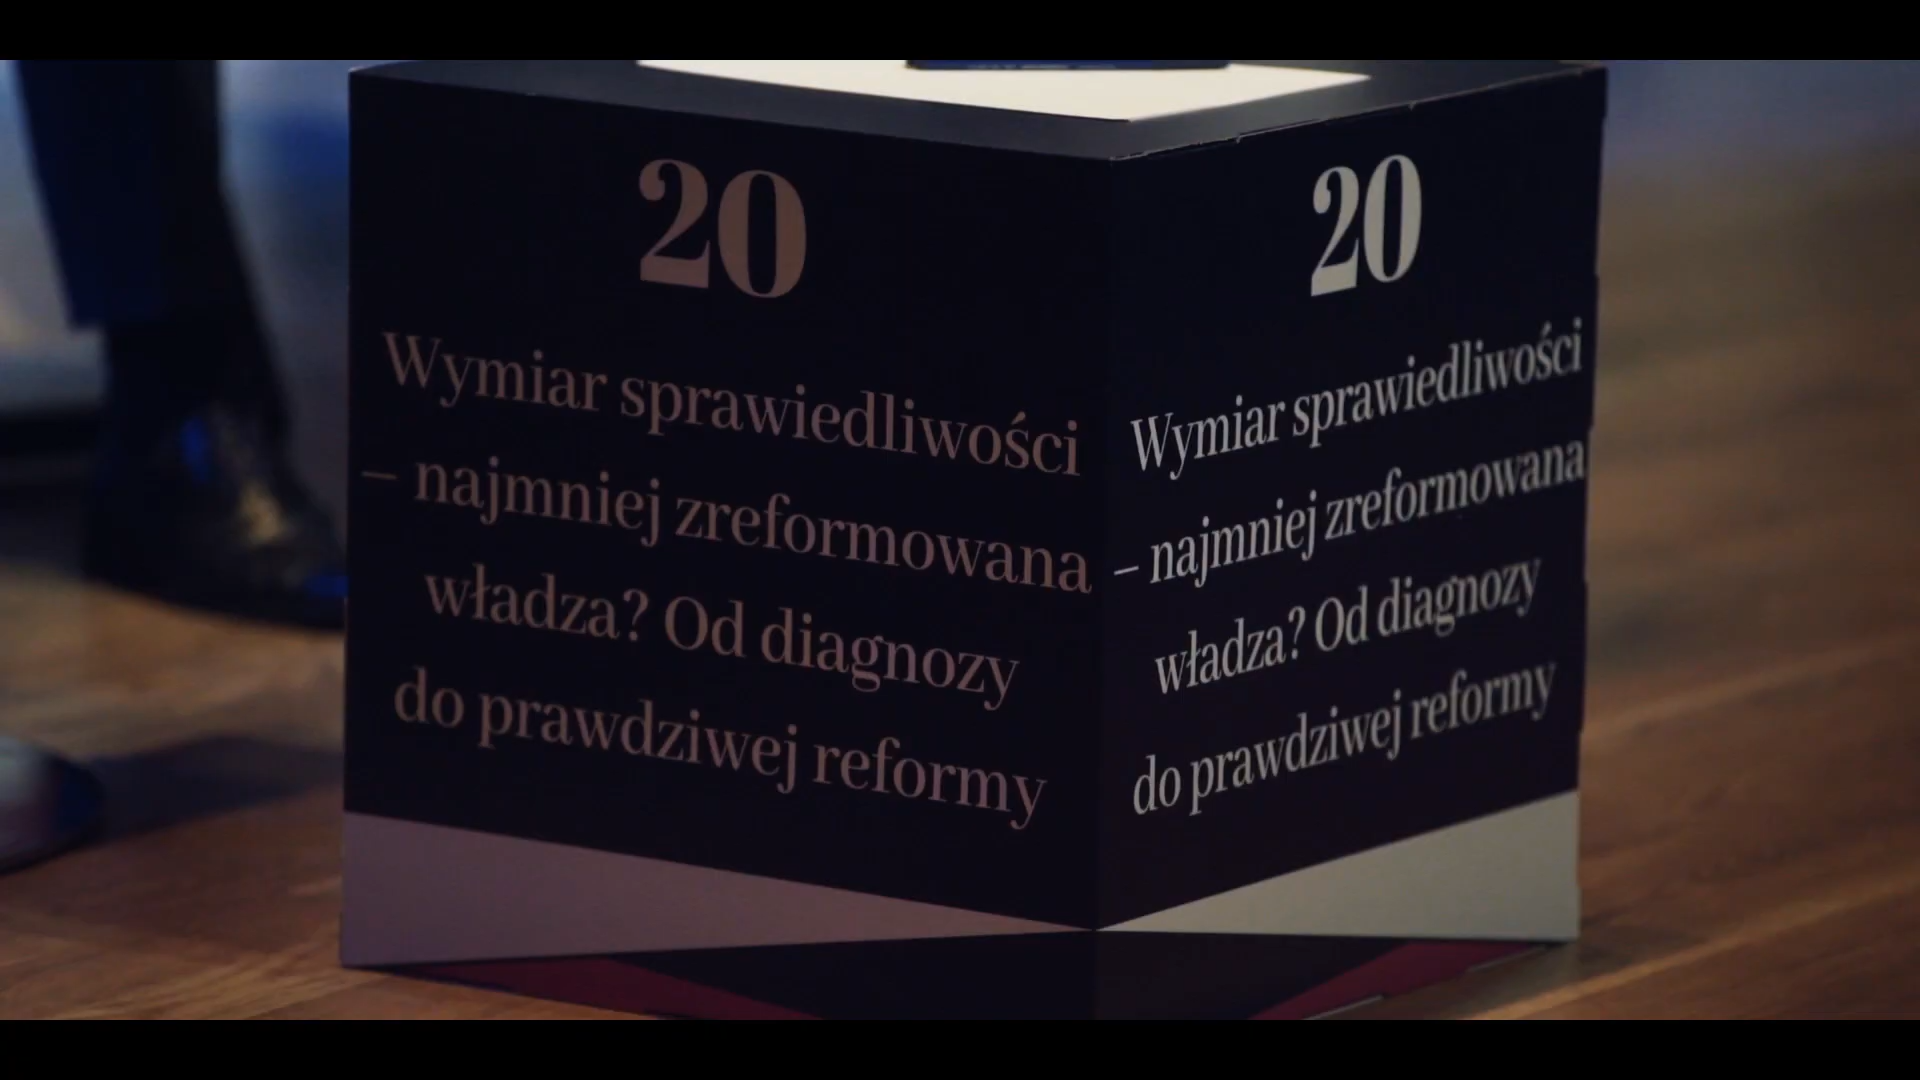 20
Wymiar sprawiedliwości
– najmniej zreformowana
władza? Od diagnozy
do prawdziwej reformy
20
Wymiar sprawiedliwości
– najmniej zreformowana
władza? Od diagnozy
do prawdziwej reformy